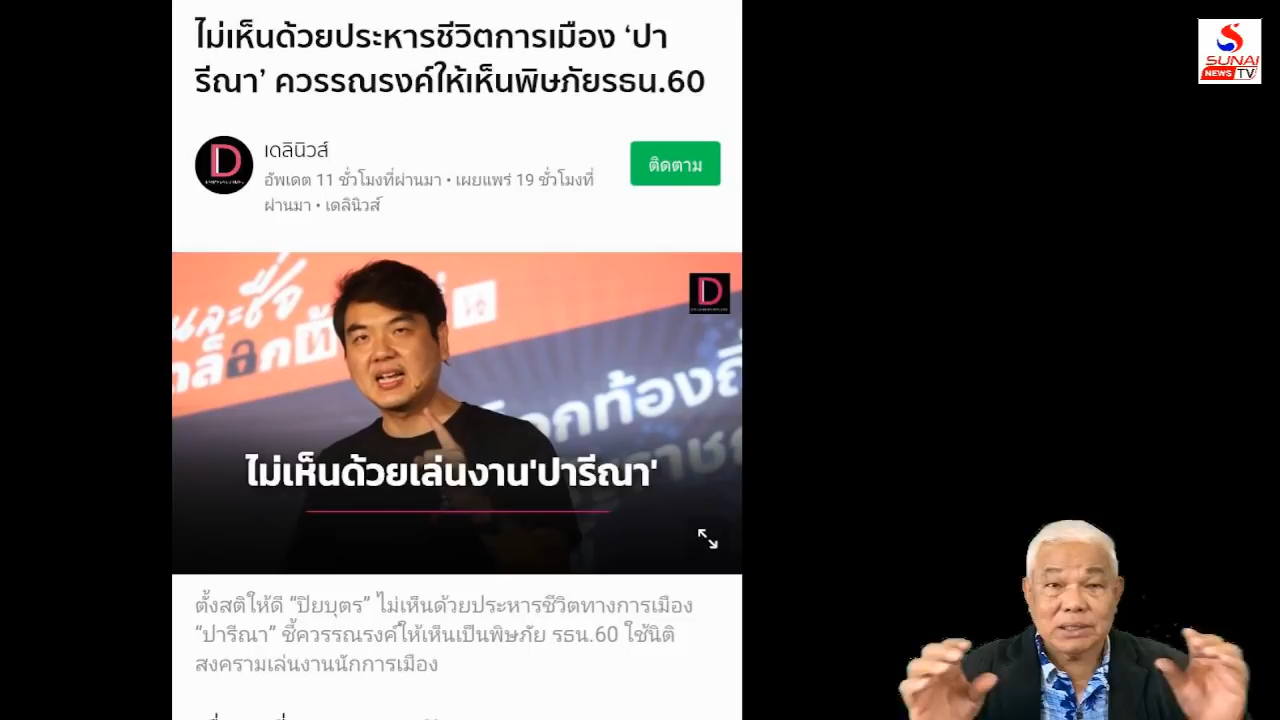 ไม่เห็นด้วยประหารชีวิตการเมือง ‘ปา
รีณา’ ควรรณรงค์ให้เห็นพิษภัยรธน.60
เดลินิวส์
อัพเดต 11 ชั่วโมงที่ผ่านมา • เผยแพร่ 19 ชั่วโมงที่
ผ่านมา • เดลินิวส์
ติดตาม
SUNAI
NEWS TV
D
D
ไม่เห็นด้วยเล่นงาน'ปารีณา'
ตั้งสติให้ดี “ปิยบุตร” ไม่เห็นด้วยประหารชีวิตทางการเมือง
“ปารีณา” ชี้ควรรณรงค์ให้เห็นเป็นพิษภัย รธน.60 ใช้นิติ
สงครามเล่นงานนักการเมือง